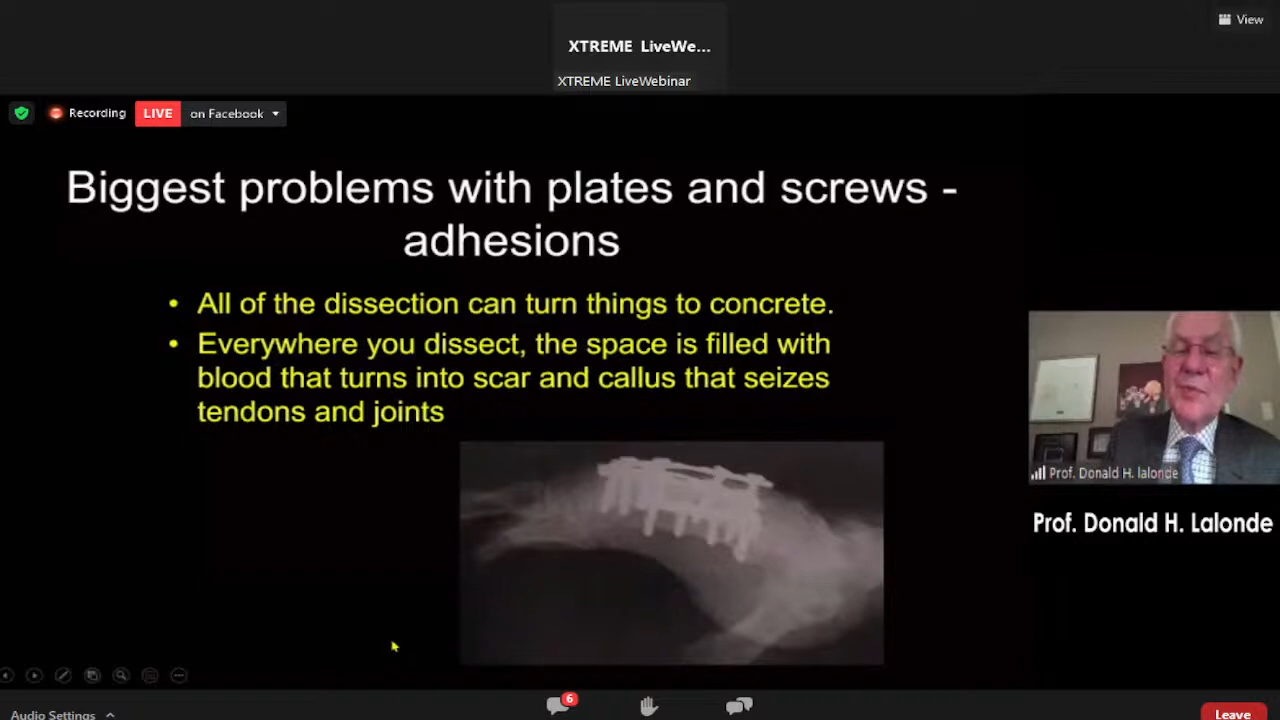 XTREME LiveWe...
View
XTREME LiveWebinar
Recording
LIVE
on Facebook
Biggest problems with plates and screws -
adhesions
• All of the dissection can turn things to concrete.
• Everywhere you dissect, the space is filled with
blood that turns into scar and callus that seizes
tendons and joints
Prof. Donald H. lalonde
Prof. Donald H. Lalonde
6
Audio Settings
Leave